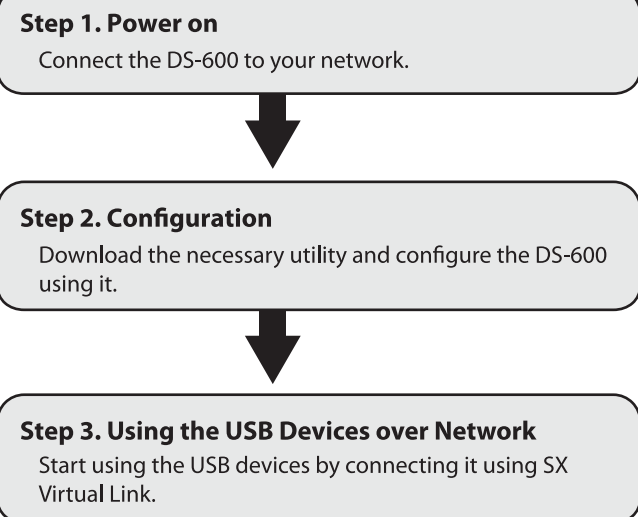 Step 1. Power on
Connect the DS-600 to your network.
Step 2. Configuration
Download the necessary utility and configure the DS-600
using it.
Step 3. Using the USB Devices over Network
Start using the USB devices by connecting it using SX
Virtual Link.